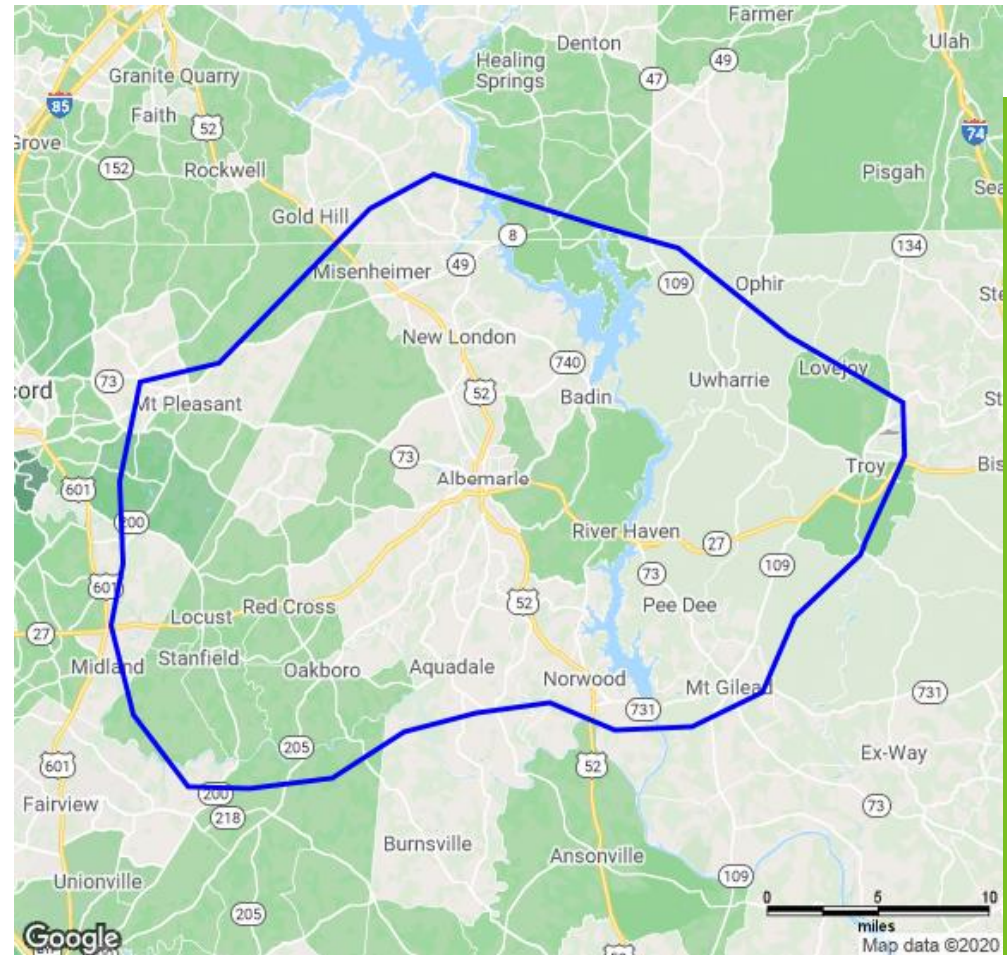 Farmer
Denton
Ulah
Healing
Springs
49
47
Granite Quarry
85
Faith
52
74
Grove
152
Rockwell
Pisgah
Sea
Gold Hill
8
134
Misenheimer
49
109
Ophir
Ste
New London
740
73
cord
52
Uwharrie
Lovejoy
Mt Pleasant
Badin
St
73
Albemarle
Troy
Bis
601
200
River Haven
27
73
109
601
52
Pee Dee
Locust
Red Cross
27
Midland
Stanfield
Oakboro
Aquadale
Norwood
Mt Gilead
731
731
205
601
52
Ex-Way
Fairview
200
218
73
Burnsville
Ansonville
109
Unionville
205
0 5 10
miles
Google
Map data ©2020